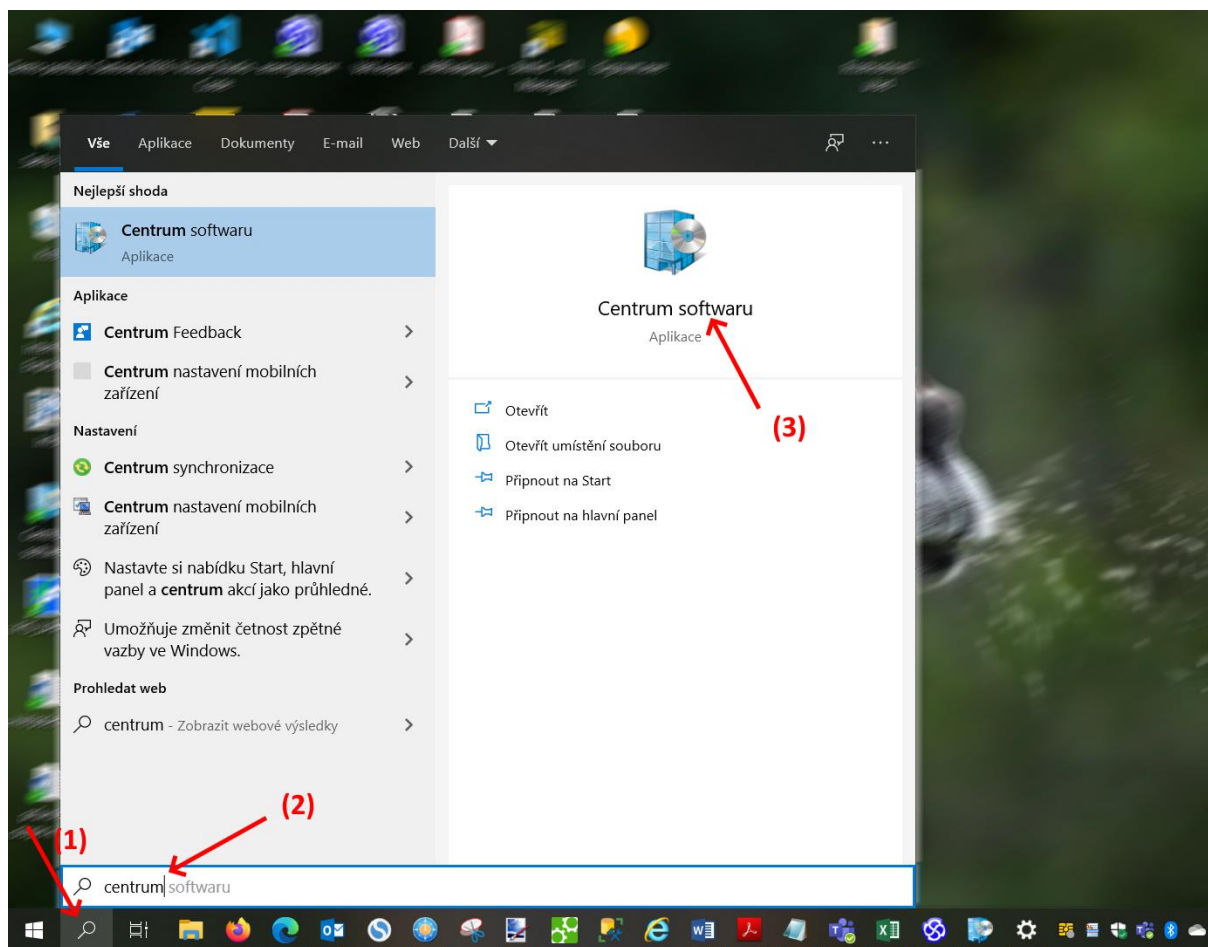 Vše Aplikace Dokumenty E-mail Web Další
Nejlepší shoda
Centrum softwaru
Aplikace
Aplikace
Centrum Feedback
Centrum nastavení mobilních
zařízení
Nastavení
Centrum synchronizace
Centrum nastavení mobilních
zařízení
Nastavte si nabídku Start, hlavní
panel a centrum akcí jako průhledné.
Umožňuje změnit četnost zpětné
vazby ve Windows.
Prohledat web
centrum - Zobrazit webové výsledky
Centrum softwaru
Aplikace
(3)
Otevřít
Otevřít umístění souboru
Připnout na Start
Připnout na hlavní panel
(2)
(1)
centrum softwaru